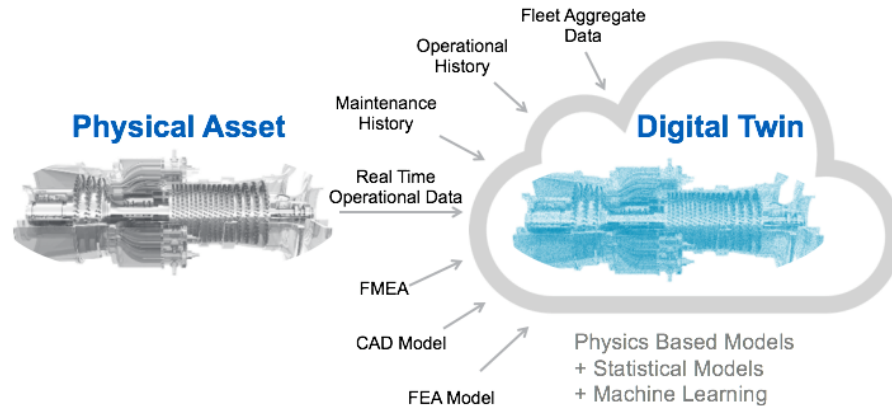 Fleet Aggregate
Data
Operational
History
Maintenance
History
Physical Asset
Digital Twin
Real Time
Operational Data
FMEA
CAD Model
FEA Model
Physics Based Models
+ Statistical Models
+ Machine Learning